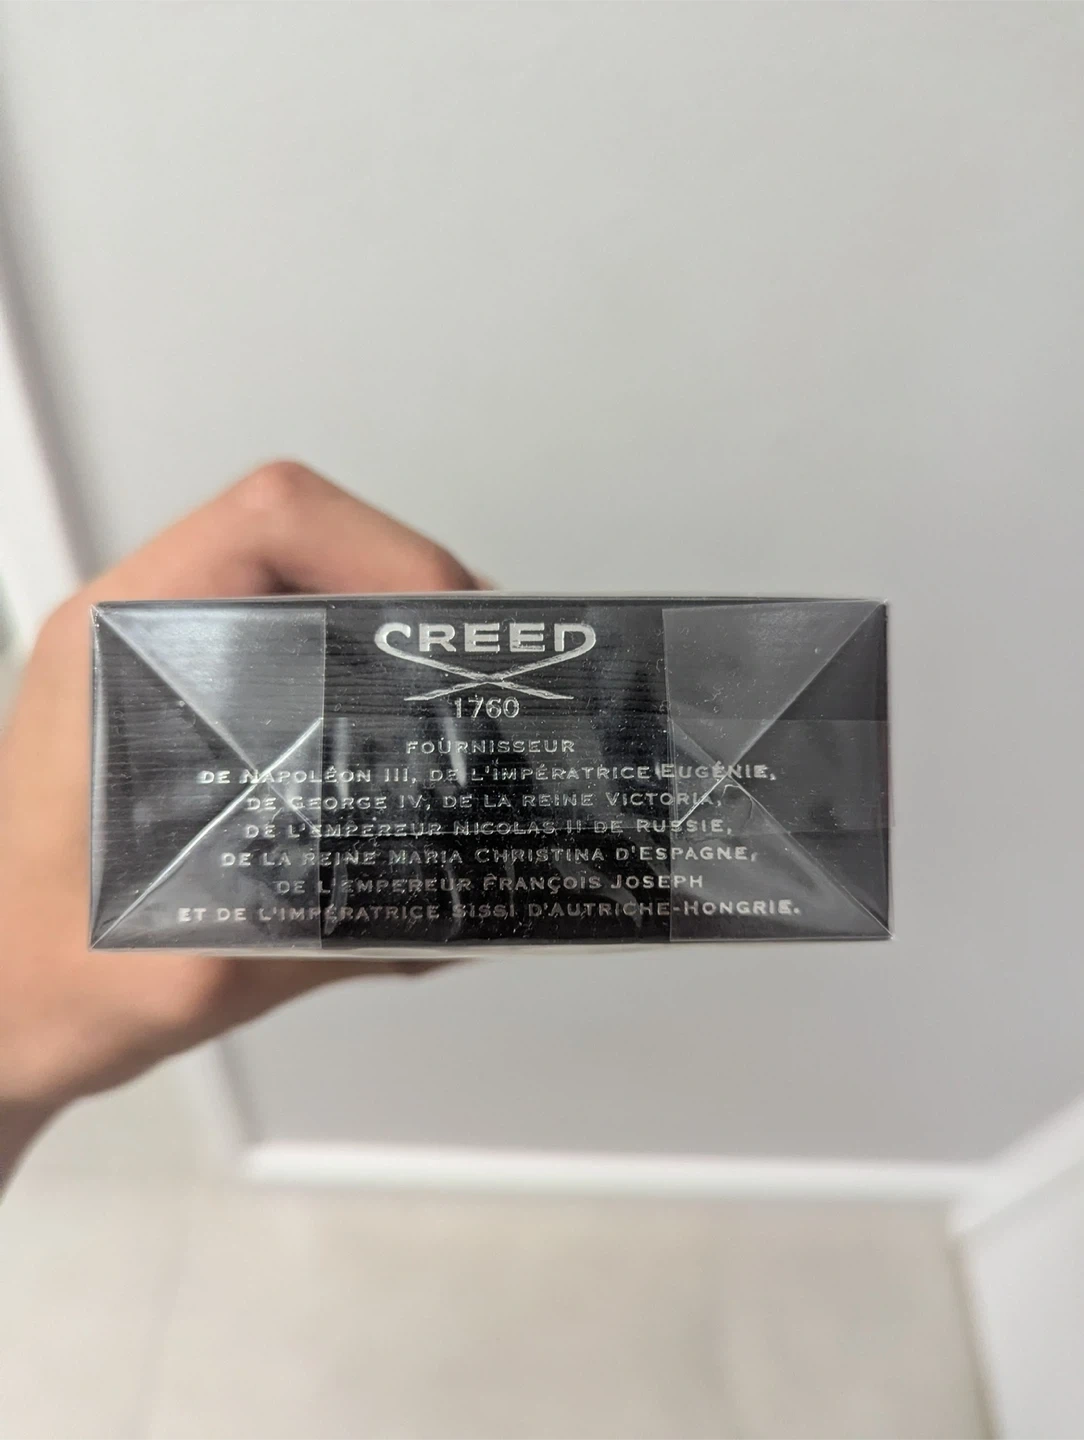 CREED
1760
FOURNISSEUR
DE NAPOLÉON III, DE L'IMPÉRATRICE EUGÉNIE,
DE GEORGE IV, DE LA REINE VICTORIA,
DE L'EMPEREUR NICOLAS II DE RUSSIE,
DE LA REINE MARIA CHRISTINA D'ESPAGNE,
DE L'EMPEREUR FRANÇOIS JOSEPH
ET DE L'IMPÉRATRICE SISSI D'AUTRICHE-HONGRIE.